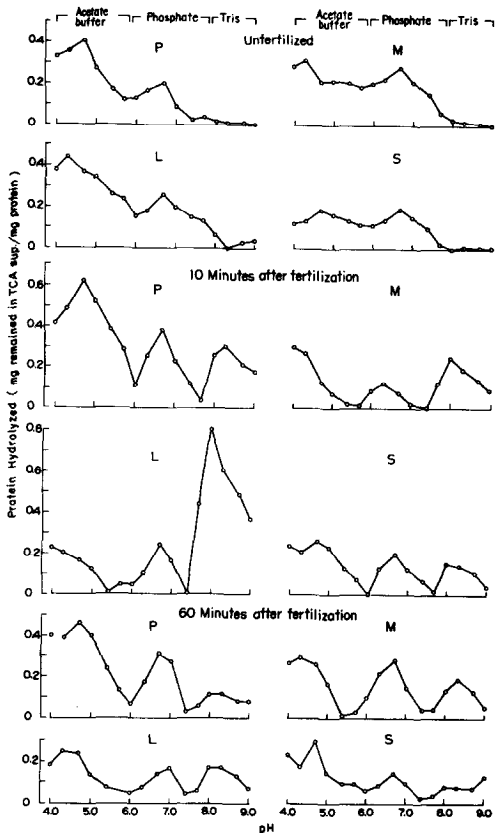 Acetate buffer Phosphate Tris Acetate buffer Phosphate Tris
Unfertilized
P M
0.4
0.2
0
L S
0.4
0.2
0
10 Minutes after fertilization
P M
0.6
0.4
0.2
0
L S
0.8
0.6
0.4
0.2
0
60 Minutes after fertilization
P M
0.4
0.2
0
L S
0.2
0
4.0 5.0 6.0 7.0 8.0 9.0 4.0 5.0 6.0 7.0 8.0 9.0
pH
Protein Hydrolyzed ( mg remained in TCA sup./mg protein )